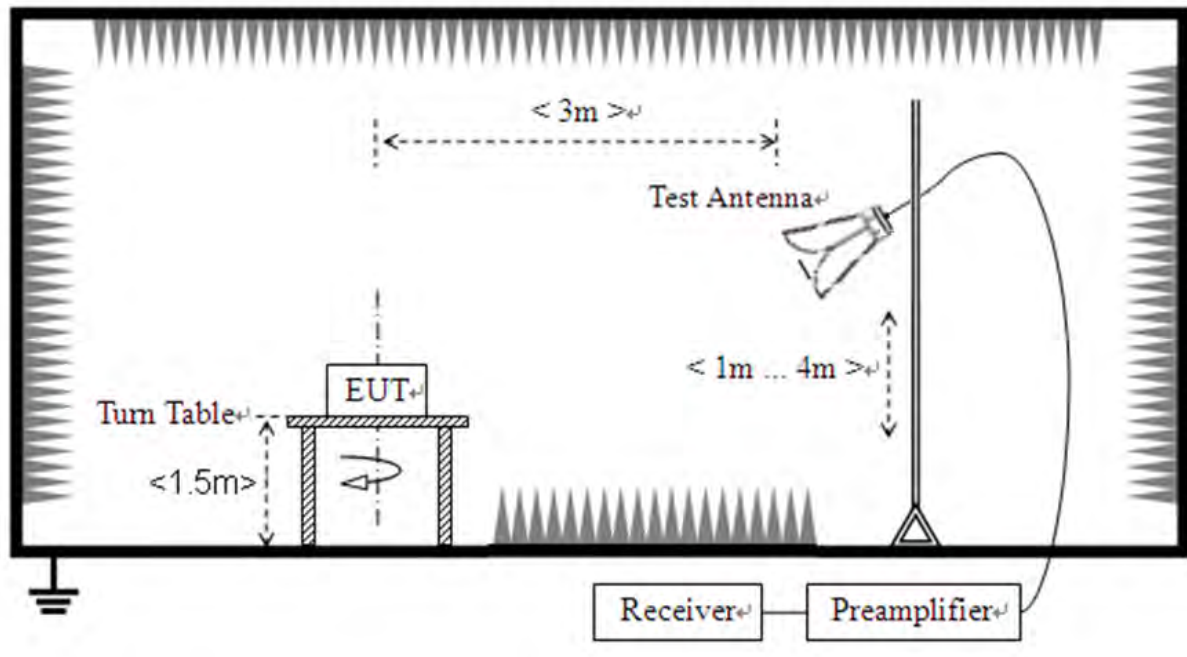 < 3m >
Test Antenna
< 1m ... 4m >
EUT
Turn Table
<1.5m>
Receiver
Preamplifier